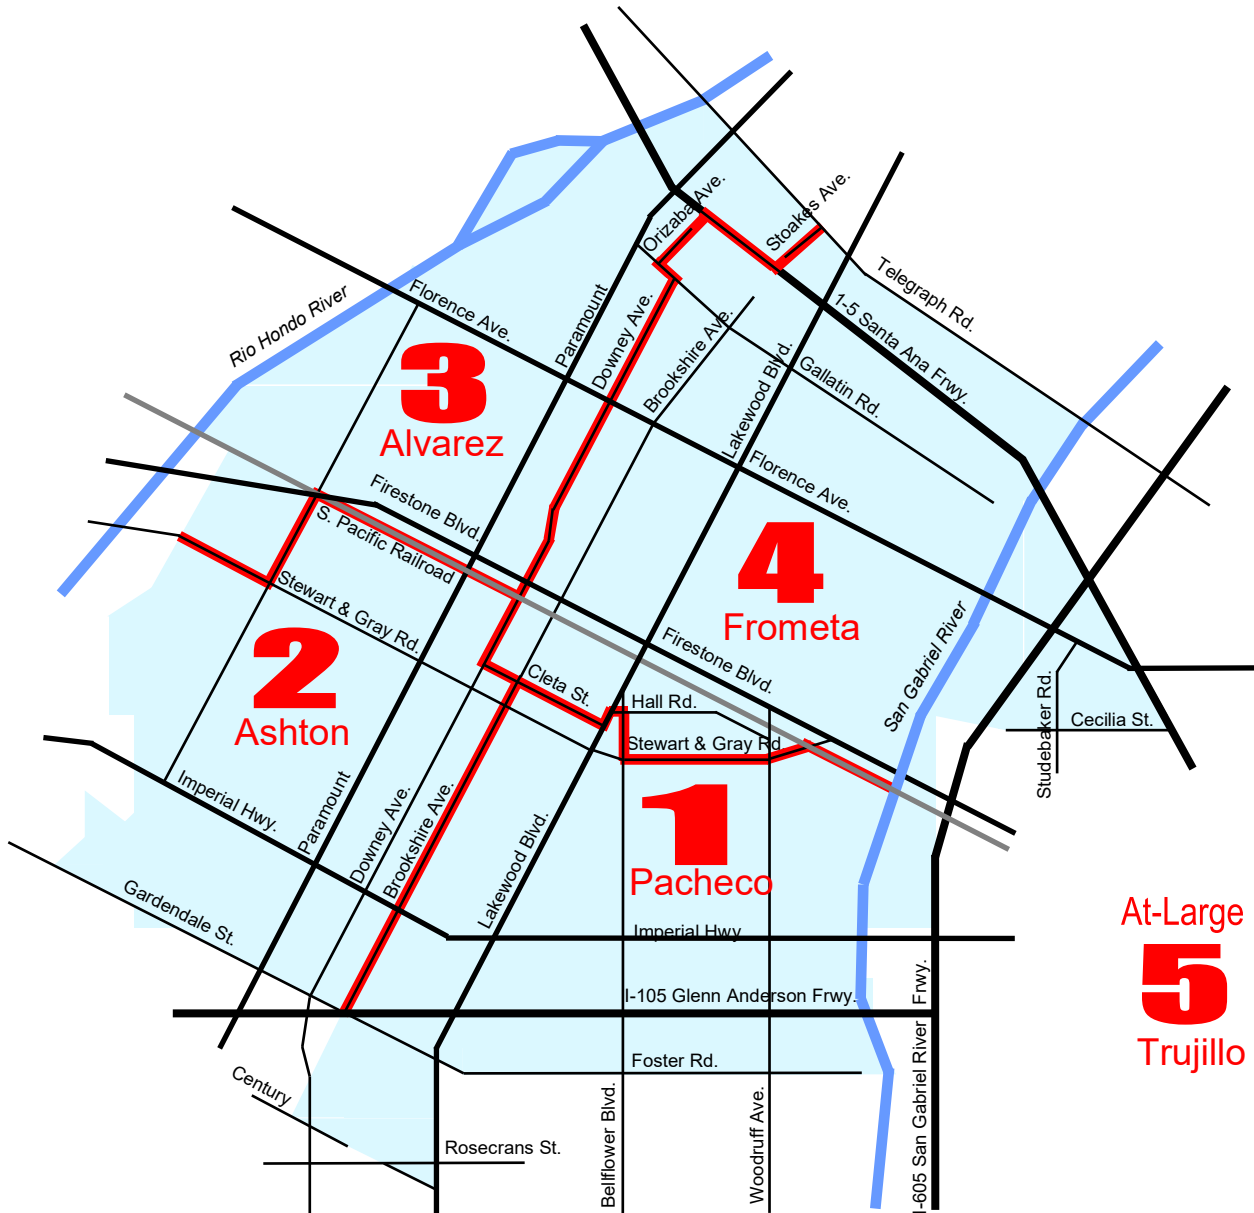 Orizaba Ave.
Stoakes Ave.
Telegraph Rd.
Rio Hondo River
Florence Ave.
Paramount
Downey Ave.
Brookshire Ave.
Lakewood Blvd.
1-5 Santa Ana Frwy.
Gallatin Rd.
3
Alvarez
Florence Ave.
Firestone Blvd.
S. Pacific Railroad
4
Frometa
Stewart & Gray Rd.
2
Ashton
Cleta St.
Firestone Blvd.
San Gabriel River
Hall Rd.
Stewart & Gray Rd
Studebaker Rd.
Cecilia St.
Imperial Hwy.
Paramount
Downey Ave.
Brookshire Ave.
Lakewood Blvd.
1
Pacheco
Gardendale St.
Imperial Hwy
At-Large
5
Trujillo
I-105 Glenn Anderson Frwy.
I-605 San Gabriel River Frwy.
Foster Rd.
Century
Bellflower Blvd.
Woodruff Ave.
Rosecrans St.